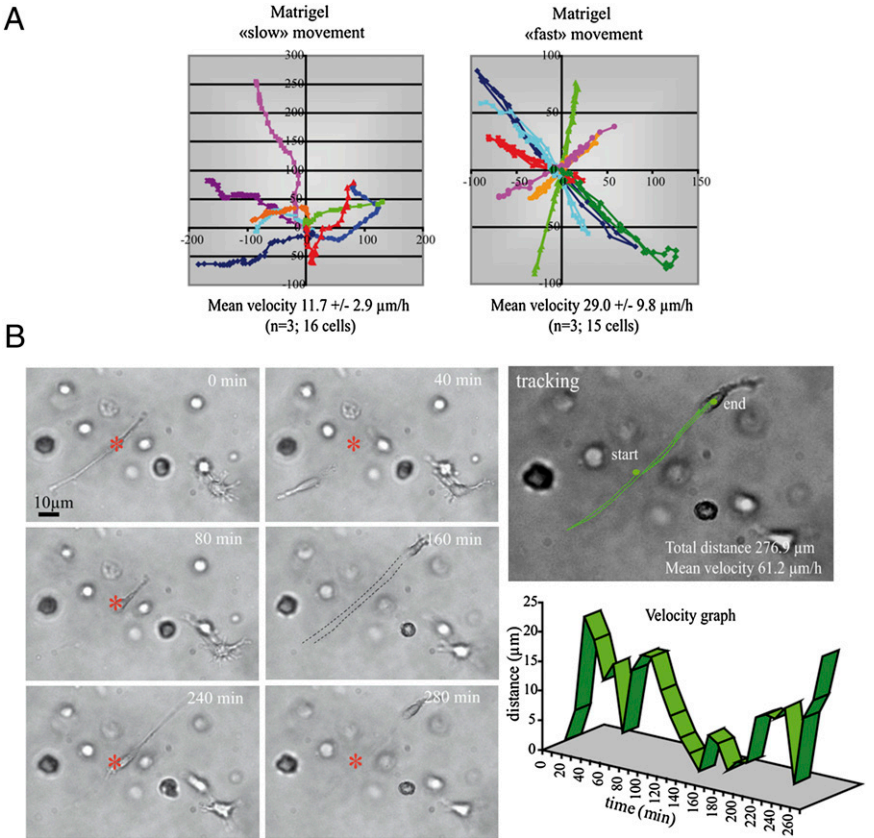 A
Matrigel
«slow» movement
300
250
200
150
100
50
0
-50
-100
-200
-100
0
100
200
Mean velocity 11.7 +/- 2.9 µm/h
(n=3; 16 cells)
Matrigel
«fast» movement
100
50
0
-50
-100
-100
-50
0
50
100
150
Mean velocity 29.0 +/- 9.8 µm/h
(n=3; 15 cells)
B
0 min
10µm
40 min
80 min
160 min
240 min
280 min
tracking
end
start
Total distance 276.9 µm
Mean velocity 61.2 µm/h
Velocity graph
distance (µm)
25
20
15
10
5
0
0
20
40
60
80
100
120
140
160
180
200
220
240
260
time (min)